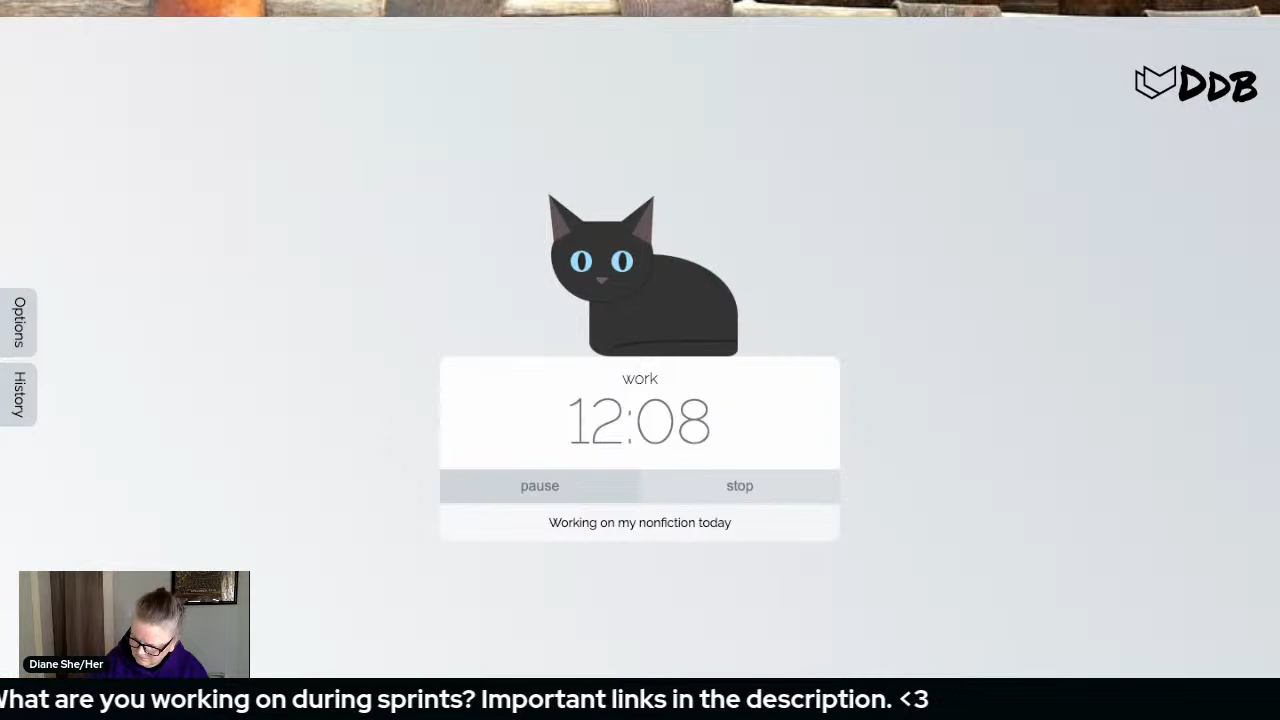 DDB
Options
History
work
12:08
pause
stop
Working on my nonfiction today
Diane She/Her
What are you working on during sprints? Important links in the description. <3